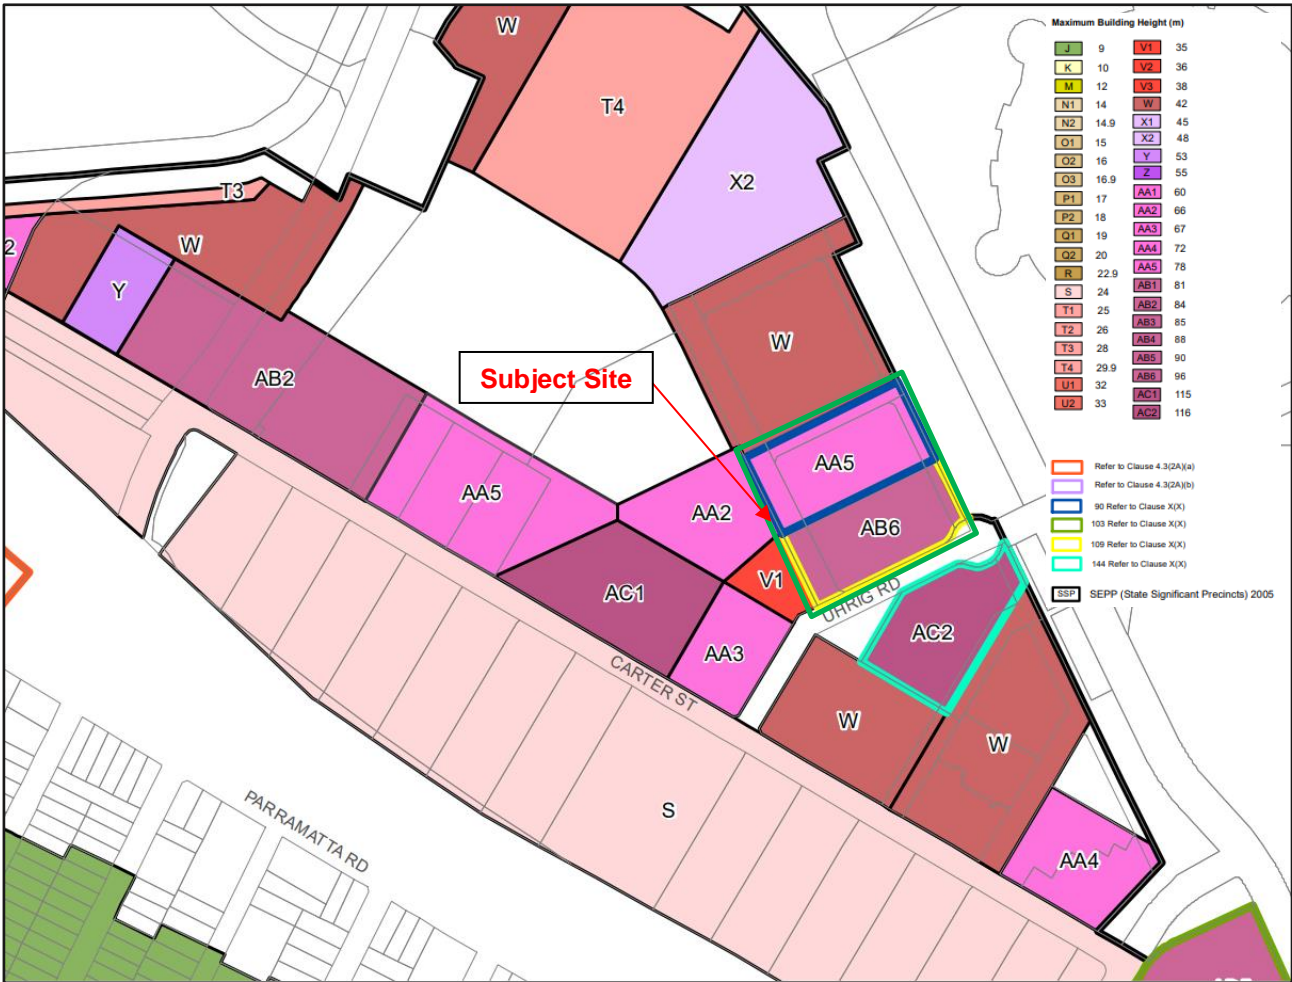 Maximum Building Height (m)
J 9
K 10
M 12
N1 14
N2 14.9
O1 15
O2 16
O3 16.9
P1 17
P2 18
Q1 19
Q2 20
R 22.9
S 24
T1 25
T2 26
T3 28
T4 29.9
U1 32
U2 33
V1 35
V2 36
V3 38
W 42
X1 45
X2 48
Y 53
Z 55
AA1 60
AA2 66
AA3 67
AA4 72
AA5 78
AB1 81
AB2 84
AB3 85
AB4 88
AB5 90
AB6 96
AC1 115
AC2 116
Refer to Clause 4.3(2A)(a)
Refer to Clause 4.3(2A)(b)
90 Refer to Clause X(X)
103 Refer to Clause X(X)
109 Refer to Clause X(X)
144 Refer to Clause X(X)
SSP SEPP (State Significant Precincts) 2005
W
T4
X2
T3
W
2
Y
AB2
W
Subject Site
AA5
AA5
AA2
AB6
V1
UHRIG RD
AC1
AC2
AA3
CARTER ST
W
W
S
PARRAMATTA RD
AA4